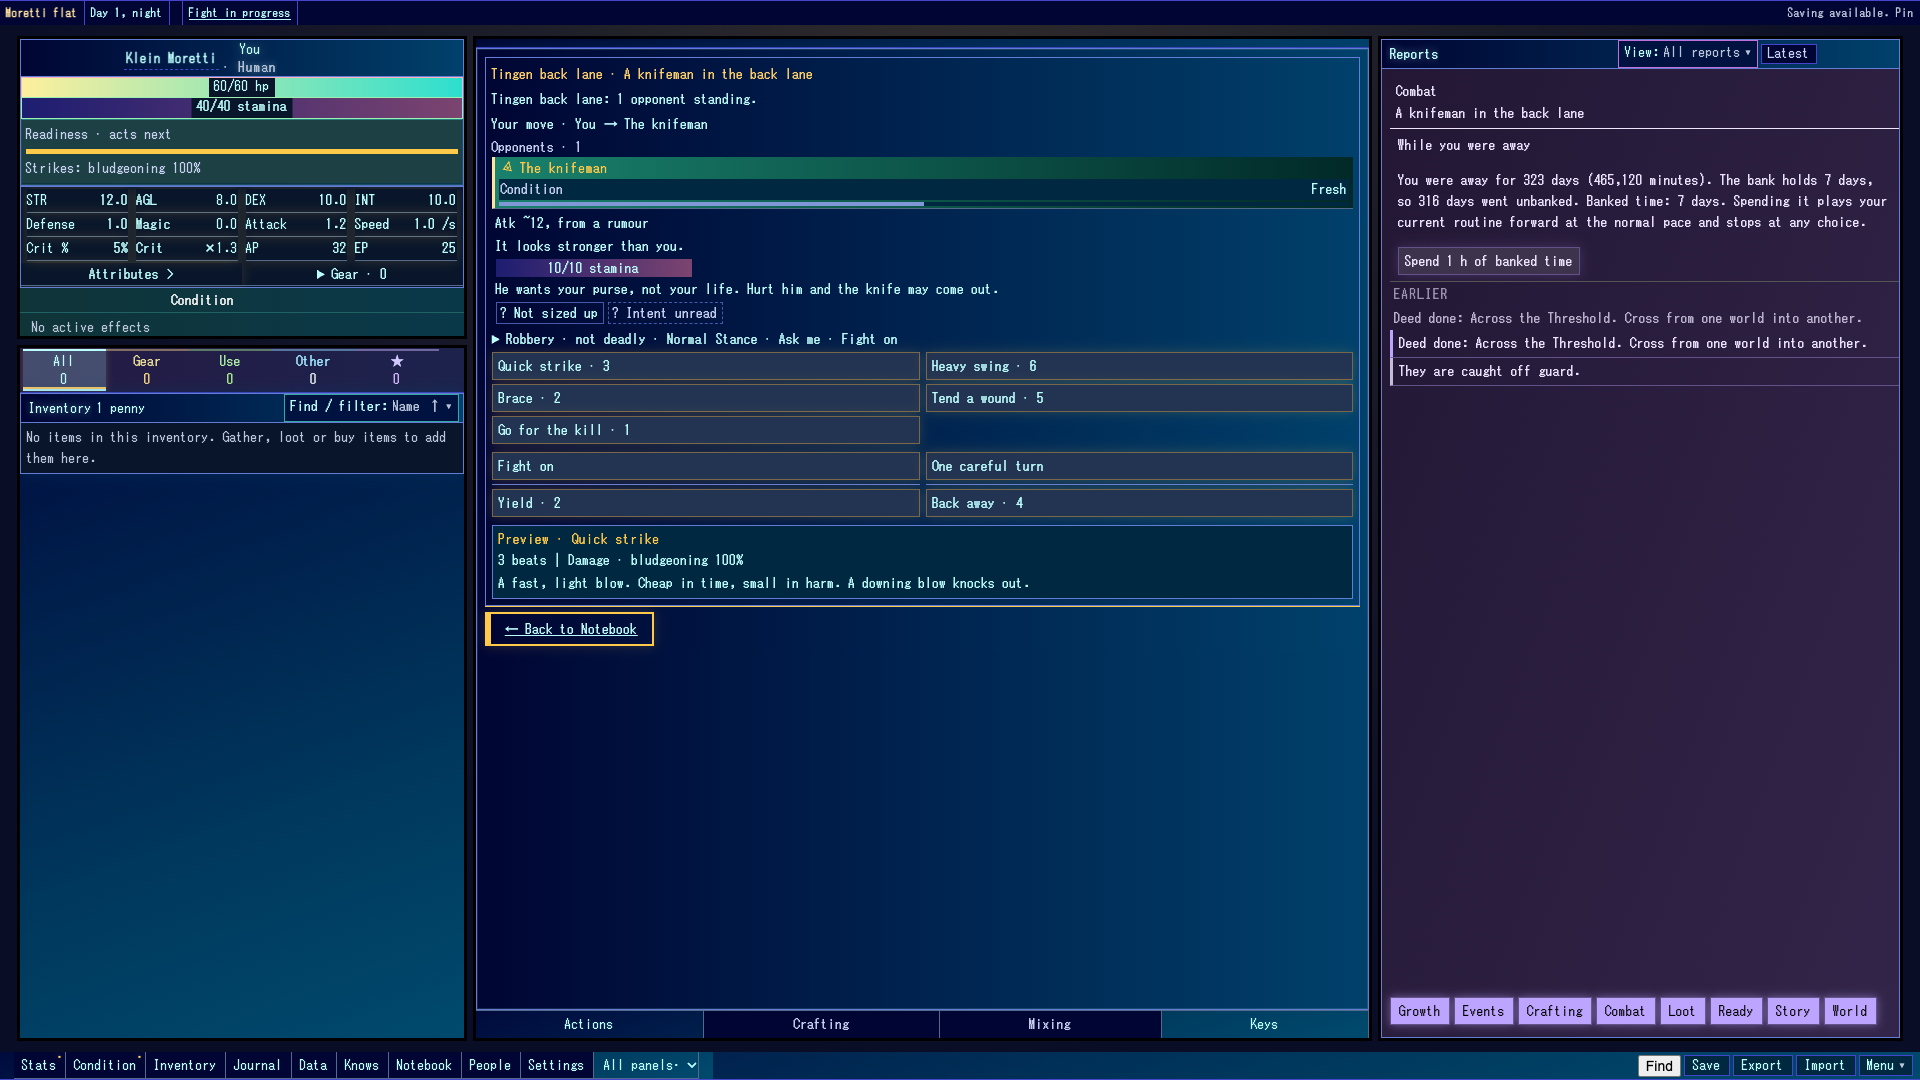 Moretti flat
Day 1, night
Fight in progress
Saving available. Pin
Klein Moretti · You
Human
60/60 hp
40/40 stamina
Readiness · acts next
Strikes: bludgeoning 100%
STR 12.0 AGL 8.0 DEX 10.0 INT 10.0
Defense 1.0 Magic 0.0 Attack 1.2 Speed 1.0 /s
Crit % 5% Crit ×1.3 AP 32 EP 25
Attributes >
▶ Gear · 0
Condition
No active effects
All Gear Use Other ★
0 0 0 0 0
Inventory 1 penny
Find / filter: Name ↑ ▾
No items in this inventory. Gather, loot or buy items to add
them here.
Tingen back lane · A knifeman in the back lane
Tingen back lane: 1 opponent standing.
Your move · You → The knifeman
Opponents · 1
The knifeman
Condition Fresh
Atk ~12, from a rumour
It looks stronger than you.
10/10 stamina
He wants your purse, not your life. Hurt him and the knife may come out.
? Not sized up
? Intent unread
▶ Robbery · not deadly · Normal Stance · Ask me · Fight on
Quick strike · 3
Heavy swing · 6
Brace · 2
Tend a wound · 5
Go for the kill · 1
Fight on
One careful turn
Yield · 2
Back away · 4
Preview · Quick strike
3 beats | Damage · bludgeoning 100%
A fast, light blow. Cheap in time, small in harm. A downing blow knocks out.
← Back to Notebook
Actions
Crafting
Mixing
Keys
Reports
View: All reports ▾
Latest
Combat
A knifeman in the back lane
While you were away
You were away for 323 days (465,120 minutes). The bank holds 7 days,
so 316 days went unbanked. Banked time: 7 days. Spending it plays your
current routine forward at the normal pace and stops at any choice.
Spend 1 h of banked time
EARLIER
Deed done: Across the Threshold. Cross from one world into another.
Deed done: Across the Threshold. Cross from one world into another.
They are caught off guard.
Growth
Events
Crafting
Combat
Loot
Ready
Story
World
Stats
Condition
Inventory
Journal
Data
Knows
Notebook
People
Settings
All panels·
Find
Save
Export
Import
Menu ▾